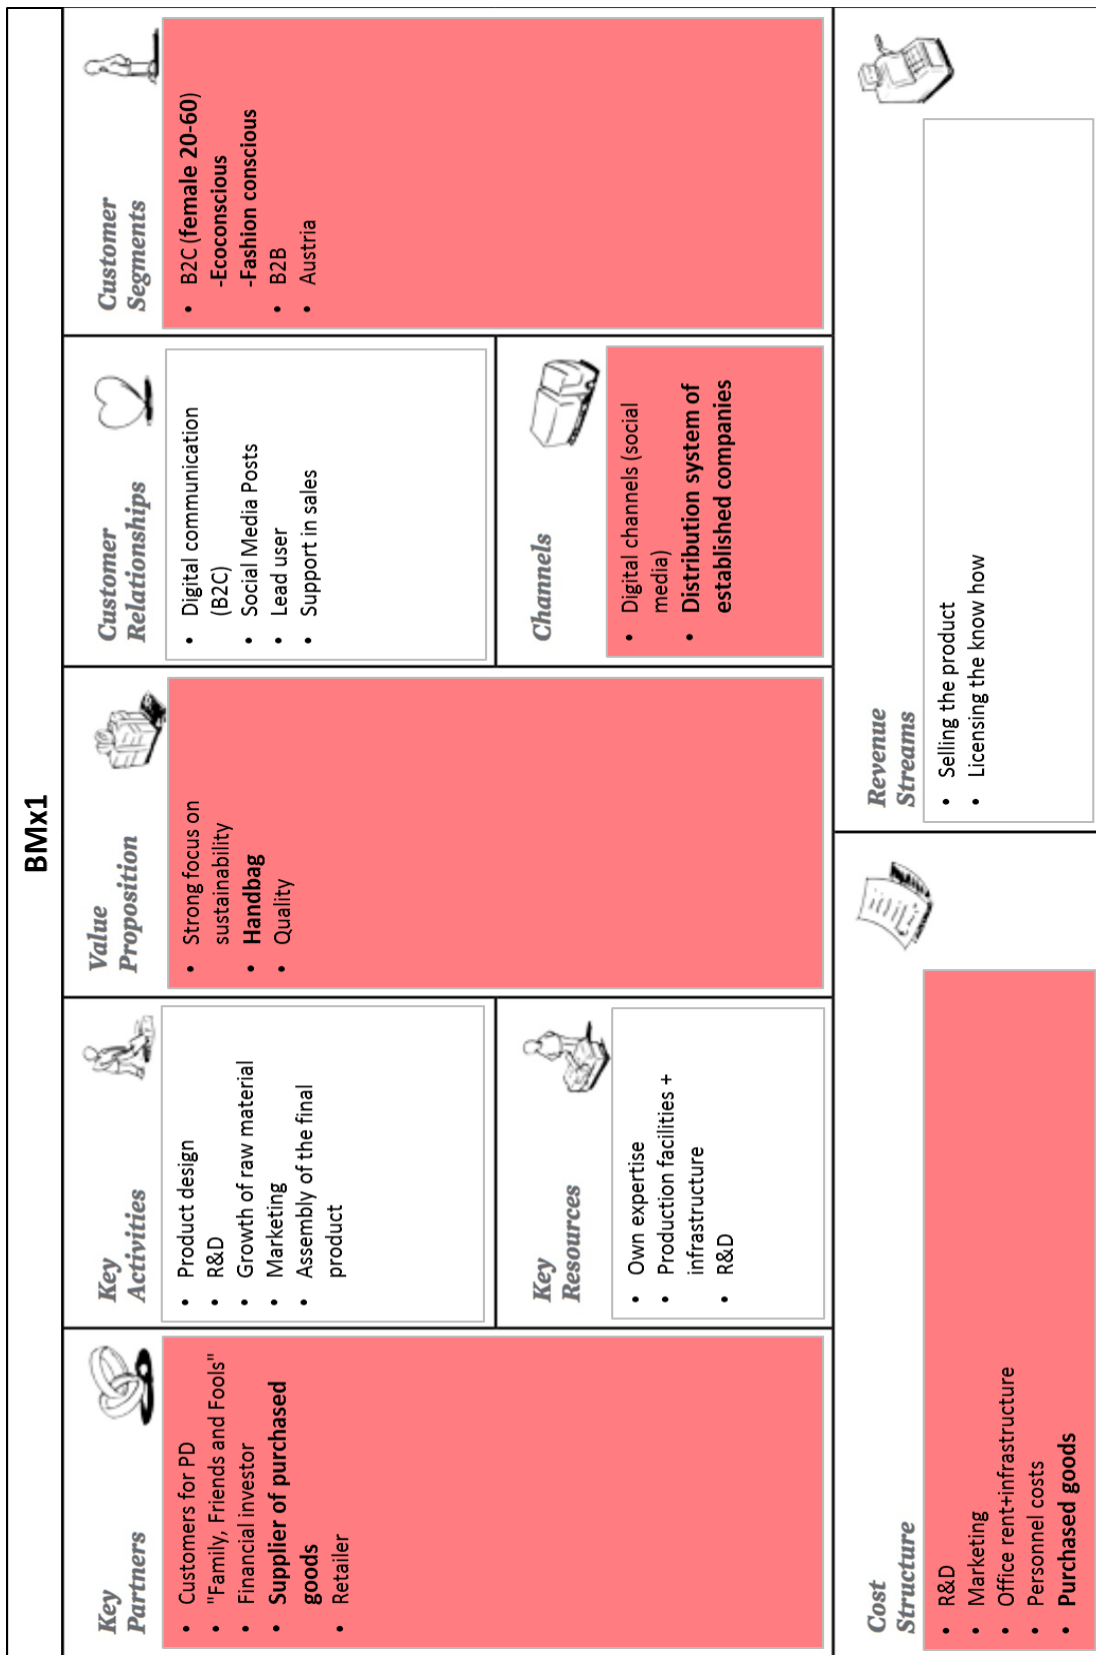 BMx1
Key
Partners
• Customers for PD
• "Family, Friends and Fools"
• Financial investor
• Supplier of purchased
goods
• Retailer
Key
Activities
• Product design
• R&D
• Growth of raw material
• Marketing
• Assembly of the final
product
Key
Resources
• Own expertise
• Production facilities +
infrastructure
• R&D
Value
Proposition
• Strong focus on
sustainability
• Handbag
• Quality
Customer
Relationships
• Digital communication
(B2C)
• Social Media Posts
• Lead user
• Support in sales
Channels
• Digital channels (social
media)
• Distribution system of
established companies
Customer
Segments
• B2C (female 20-60)
-Ecoconscious
-Fashion conscious
• B2B
• Austria
Cost
Structure
• R&D
• Marketing
• Office rent+infrastructure
• Personnel costs
• Purchased goods
Revenue
Streams
• Selling the product
• Licensing the know how